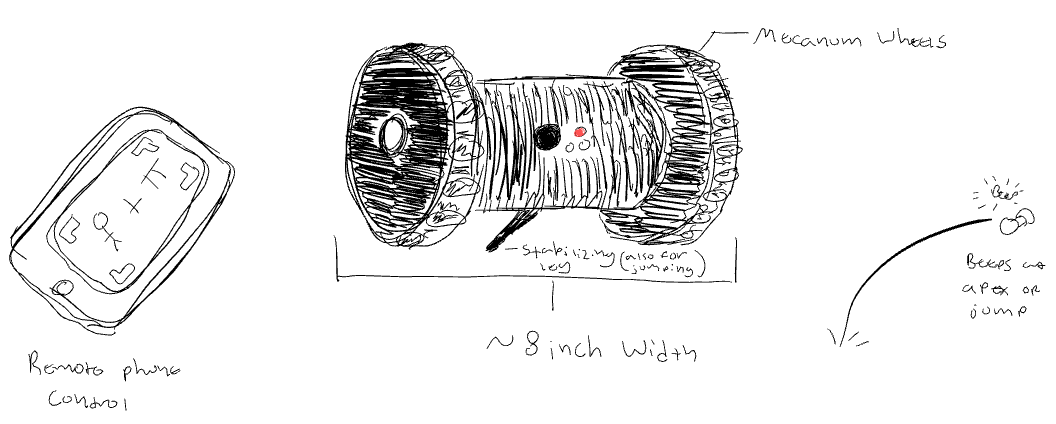 Mecanum Wheels
Beep
stabilizing (also for
leg jumping)
Beeps at
apex of
jump
~ 8 inch Width
Remote phone
Control